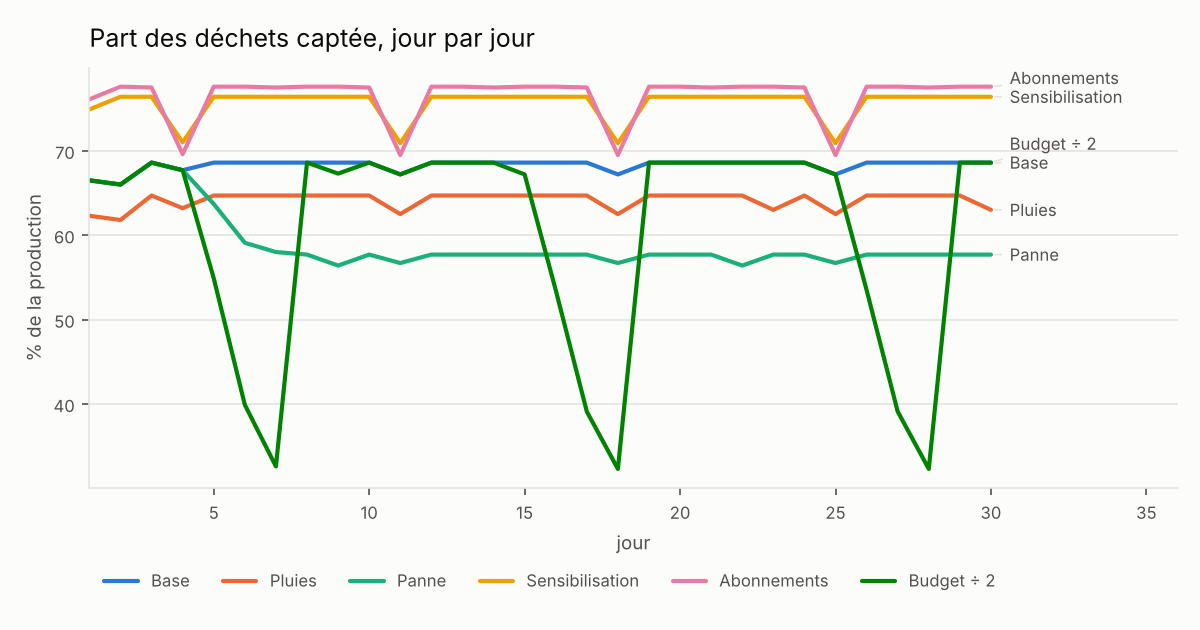 Part des déchets captée, jour par jour
Abonnements
Sensibilisation
Budget ÷ 2
Base
Pluies
Panne
% de la production
70
60
50
40
5 10 15 20 25 30 35
jour
Base Pluies Panne Sensibilisation Abonnements Budget ÷ 2